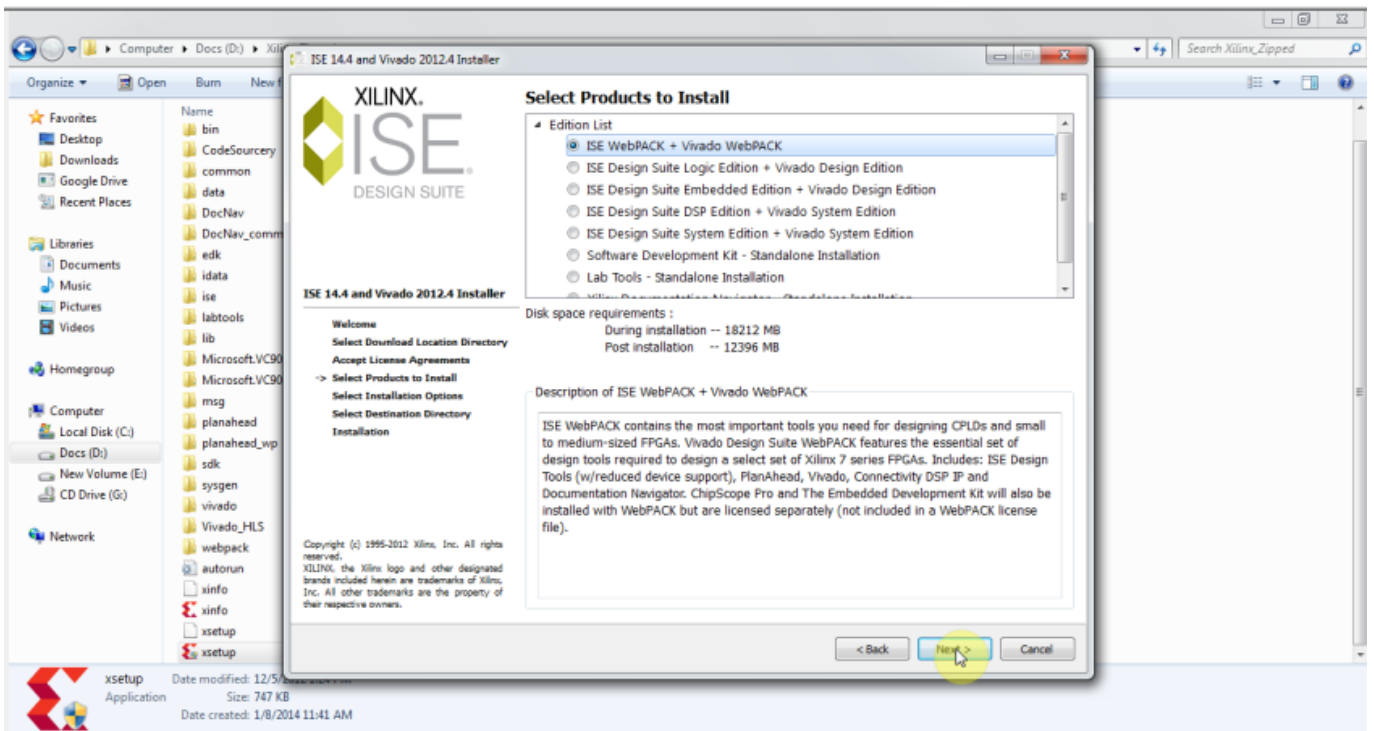 Computer ▸ Docs (D:) ▸
Search Xilinx_Zipped
Organize
Open
Burn
Favorites
Desktop
Downloads
Google Drive
Recent Places
Libraries
Documents
Music
Pictures
Videos
Homegroup
Computer
Local Disk (C:)
Docs (D:)
New Volume (E:)
CD Drive (G:)
Network
Name
bin
CodeSourcery
common
data
DocNav
DocNav_comm
edk
idata
ise
labtools
lib
Microsoft.VC90
Microsoft.VC90
msg
planahead
planahead_wp
sdk
sysgen
vivado
Vivado_HLS
webpack
autorun
xinfo
xinfo
xsetup
xsetup
ISE 14.4 and Vivado 2012.4 Installer
XILINX.
ISE.
DESIGN SUITE
ISE 14.4 and Vivado 2012.4 Installer
Welcome
Select Download Location Directory
Accept License Agreements
-> Select Products to Install
Select Installation Options
Select Destination Directory
Installation
Copyright (c) 1995-2012 Xilinx, Inc. All rights
reserved.
XILINX, the Xilinx logo and other designated
brands included herein are trademarks of Xilinx,
Inc. All other trademarks are the property of
their respective owners.
Select Products to Install
Edition List
ISE WebPACK + Vivado WebPACK
ISE Design Suite Logic Edition + Vivado Design Edition
ISE Design Suite Embedded Edition + Vivado Design Edition
ISE Design Suite DSP Edition + Vivado System Edition
ISE Design Suite System Edition + Vivado System Edition
Software Development Kit - Standalone Installation
Lab Tools - Standalone Installation
Disk space requirements :
During installation -- 18212 MB
Post installation -- 12396 MB
Description of ISE WebPACK + Vivado WebPACK
ISE WebPACK contains the most important tools you need for designing CPLDs and small
to medium-sized FPGAs. Vivado Design Suite WebPACK features the essential set of
design tools required to design a select set of Xilinx 7 series FPGAs. Includes: ISE Design
Tools (w/reduced device support), PlanAhead, Vivado, Connectivity DSP IP and
Documentation Navigator. ChipScope Pro and The Embedded Development Kit will also be
installed with WebPACK but are licensed separately (not included in a WebPACK license
file).
< Back
Next >
Cancel
xsetup
Application
Date modified:
Size: 747 KB
Date created: 1/8/2014 11:41 AM